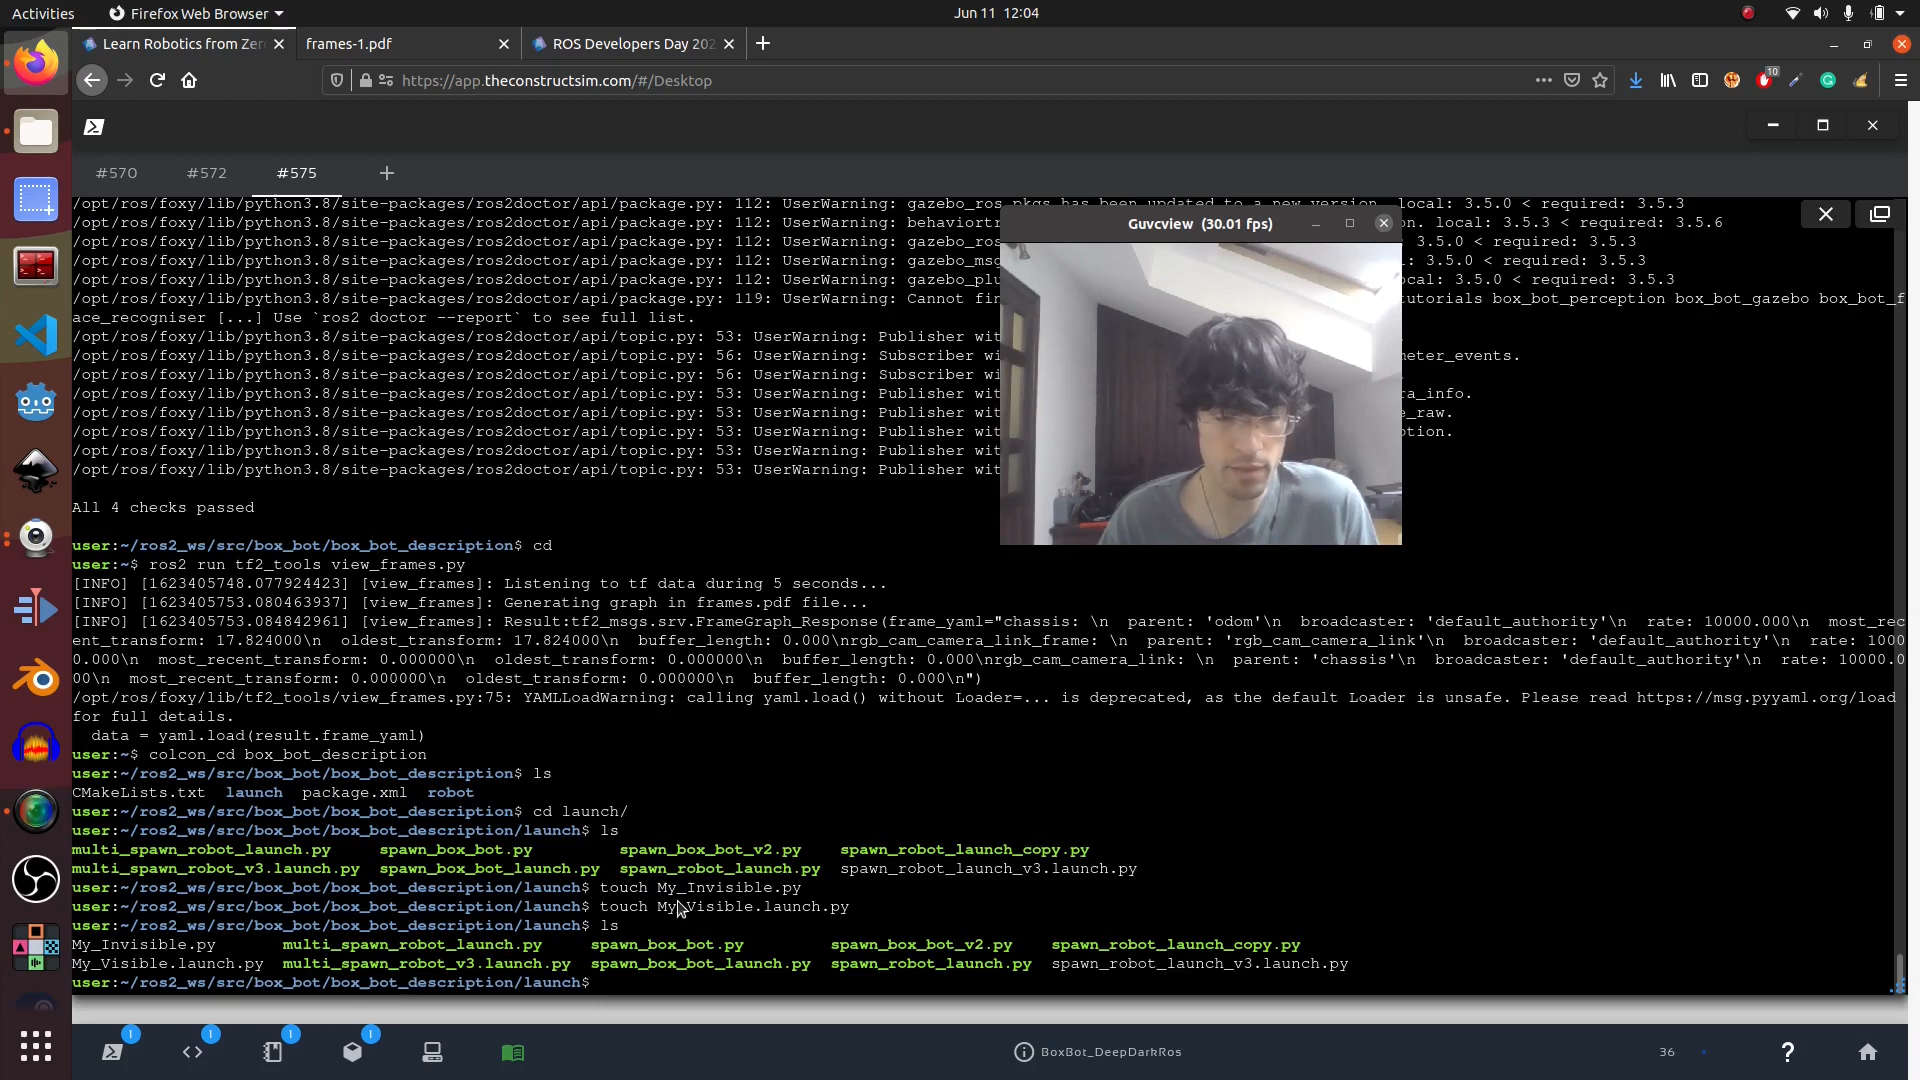 Activities
Firefox Web Browser
Jun 11 12:04
Learn Robotics from Zer
frames-1.pdf
ROS Developers Day 202
https://app.theconstructsim.com/#/Desktop
10
#570
#572
#575
/opt/ros/foxy/lib/python3.8/site-packages/ros2doctor/api/package.py: 112: UserWarning: gazebo_ros_pkgs has been updated to a new version. local: 3.5.0 < required: 3.5.3
/opt/ros/foxy/lib/python3.8/site-packages/ros2doctor/api/package.py: 112: UserWarning: behaviortr on. local: 3.5.3 < required: 3.5.6
/opt/ros/foxy/lib/python3.8/site-packages/ros2doctor/api/package.py: 112: UserWarning: gazebo_ros 3.5.0 < required: 3.5.3
/opt/ros/foxy/lib/python3.8/site-packages/ros2doctor/api/package.py: 112: UserWarning: gazebo_msg : 3.5.0 < required: 3.5.3
/opt/ros/foxy/lib/python3.8/site-packages/ros2doctor/api/package.py: 112: UserWarning: gazebo_plu ocal: 3.5.0 < required: 3.5.3
/opt/ros/foxy/lib/python3.8/site-packages/ros2doctor/api/package.py: 119: UserWarning: Cannot fin tutorials box_bot_perception box_bot_gazebo box_bot_f
ace_recogniser [...] Use `ros2 doctor --report` to see full list.
/opt/ros/foxy/lib/python3.8/site-packages/ros2doctor/api/topic.py: 53: UserWarning: Publisher wit
/opt/ros/foxy/lib/python3.8/site-packages/ros2doctor/api/topic.py: 56: UserWarning: Subscriber wi meter_events.
/opt/ros/foxy/lib/python3.8/site-packages/ros2doctor/api/topic.py: 56: UserWarning: Subscriber wi
/opt/ros/foxy/lib/python3.8/site-packages/ros2doctor/api/topic.py: 53: UserWarning: Publisher wit ra_info.
/opt/ros/foxy/lib/python3.8/site-packages/ros2doctor/api/topic.py: 53: UserWarning: Publisher wit e_raw.
/opt/ros/foxy/lib/python3.8/site-packages/ros2doctor/api/topic.py: 53: UserWarning: Publisher wit ption.
/opt/ros/foxy/lib/python3.8/site-packages/ros2doctor/api/topic.py: 53: UserWarning: Publisher wit
/opt/ros/foxy/lib/python3.8/site-packages/ros2doctor/api/topic.py: 53: UserWarning: Publisher wit
Guvcview (30.01 fps)
All 4 checks passed
user:~/ros2_ws/src/box_bot/box_bot_description$ cd
user:~$ ros2 run tf2_tools view_frames.py
[INFO] [1623405748.077924423] [view_frames]: Listening to tf data during 5 seconds...
[INFO] [1623405753.080463937] [view_frames]: Generating graph in frames.pdf file...
[INFO] [1623405753.084842961] [view_frames]: Result:tf2_msgs.srv.FrameGraph_Response(frame_yaml="chassis: \n  parent: 'odom'\n  broadcaster: 'default_authority'\n  rate: 10000.000\n  most_rec
ent_transform: 17.824000\n  oldest_transform: 17.824000\n  buffer_length: 0.000\nrgb_cam_camera_link_frame: \n  parent: 'rgb_cam_camera_link'\n  broadcaster: 'default_authority'\n  rate: 1000
0.000\n  most_recent_transform: 0.000000\n  oldest_transform: 0.000000\n  buffer_length: 0.000\nrgb_cam_camera_link: \n  parent: 'chassis'\n  broadcaster: 'default_authority'\n  rate: 10000.0
00\n  most_recent_transform: 0.000000\n  oldest_transform: 0.000000\n  buffer_length: 0.000\n")
/opt/ros/foxy/lib/tf2_tools/view_frames.py:75: YAMLLoadWarning: calling yaml.load() without Loader=... is deprecated, as the default Loader is unsafe. Please read https://msg.pyyaml.org/load
for full details.
data = yaml.load(result.frame_yaml)
user:~$ colcon_cd box_bot_description
user:~/ros2_ws/src/box_bot/box_bot_description$ ls
CMakeLists.txt  launch  package.xml  robot
user:~/ros2_ws/src/box_bot/box_bot_description$ cd launch/
user:~/ros2_ws/src/box_bot/box_bot_description/launch$ ls
multi_spawn_robot_launch.py  spawn_box_bot.py  spawn_box_bot_v2.py  spawn_robot_launch_copy.py
multi_spawn_robot_v3.launch.py  spawn_box_bot_launch.py  spawn_robot_launch.py  spawn_robot_launch_v3.launch.py
user:~/ros2_ws/src/box_bot/box_bot_description/launch$ touch My_Invisible.py
user:~/ros2_ws/src/box_bot/box_bot_description/launch$ touch My_Visible.launch.py
user:~/ros2_ws/src/box_bot/box_bot_description/launch$ ls
My_Invisible.py  multi_spawn_robot_launch.py  spawn_box_bot.py  spawn_box_bot_v2.py  spawn_robot_launch_copy.py
My_Visible.launch.py  multi_spawn_robot_v3.launch.py  spawn_box_bot_launch.py  spawn_robot_launch.py  spawn_robot_launch_v3.launch.py
user:~/ros2_ws/src/box_bot/box_bot_description/launch$
1
1
1
1
BoxBot_DeepDarkRos
36
?